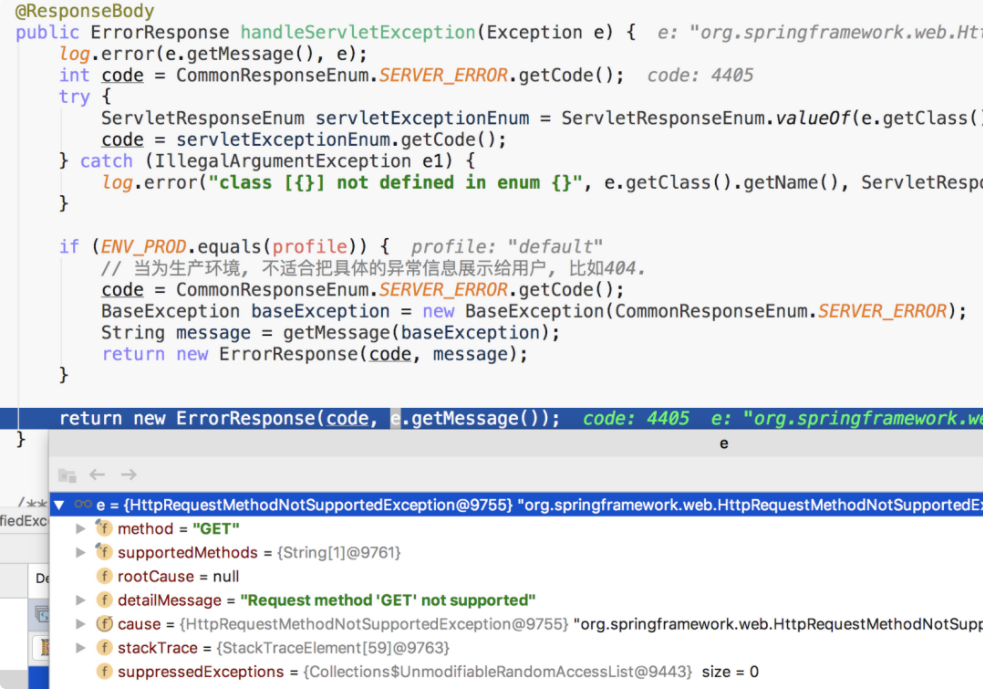 @ResponseBody
public ErrorResponse handleServletException(Exception e) {  e: "org.springframework.web.Htt
log.error(e.getMessage(), e);
int code = CommonResponseEnum.SERVER_ERROR.getCode();  code: 4405
try {
ServletResponseEnum servletExceptionEnum = ServletResponseEnum.valueOf(e.getClass()
code = servletExceptionEnum.getCode();
} catch (IllegalArgumentException e1) {
log.error("class [{}] not defined in enum {}", e.getClass().getName(), ServletRespo
}
if (ENV_PROD.equals(profile)) {  profile: "default"
// 当为生产环境, 不适合把具体的异常信息展示给用户, 比如404.
code = CommonResponseEnum.SERVER_ERROR.getCode();
BaseException baseException = new BaseException(CommonResponseEnum.SERVER_ERROR);
String message = getMessage(baseException);
return new ErrorResponse(code, message);
}
return new ErrorResponse(code, e.getMessage());  code: 4405  e: "org.springframework.we
}
e
/**
e = {HttpRequestMethodNotSupportedException@9755} "org.springframework.web.HttpRequestMethodNotSupportedEx
fiedExc
method = "GET"
supportedMethods = {String[1]@9761}
rootCause = null
De
detailMessage = "Request method 'GET' not supported"
cause = {HttpRequestMethodNotSupportedException@9755} "org.springframework.web.HttpRequestMethodNotSupp
stackTrace = {StackTraceElement[59]@9763}
suppressedExceptions = {Collections$UnmodifiableRandomAccessList@9443}  size = 0